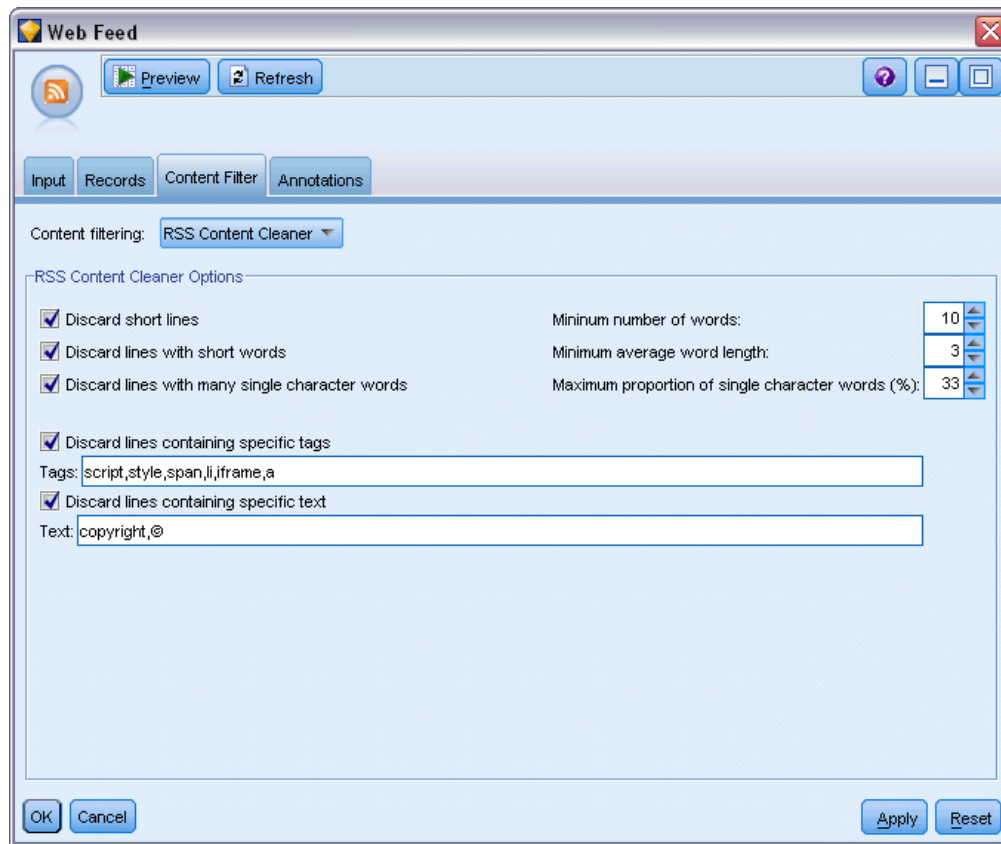 Web Feed
Preview Refresh
Input Records Content Filter Annotations
Content filtering: RSS Content Cleaner
RSS Content Cleaner Options
Discard short lines Mininum number of words: 10
Discard lines with short words Minimum average word length: 3
Discard lines with many single character words Maximum proportion of single character words (%): 33
Discard lines containing specific tags
Tags: script,style,span,li,iframe,a
Discard lines containing specific text
Text: copyright,©
OK Cancel Apply Reset